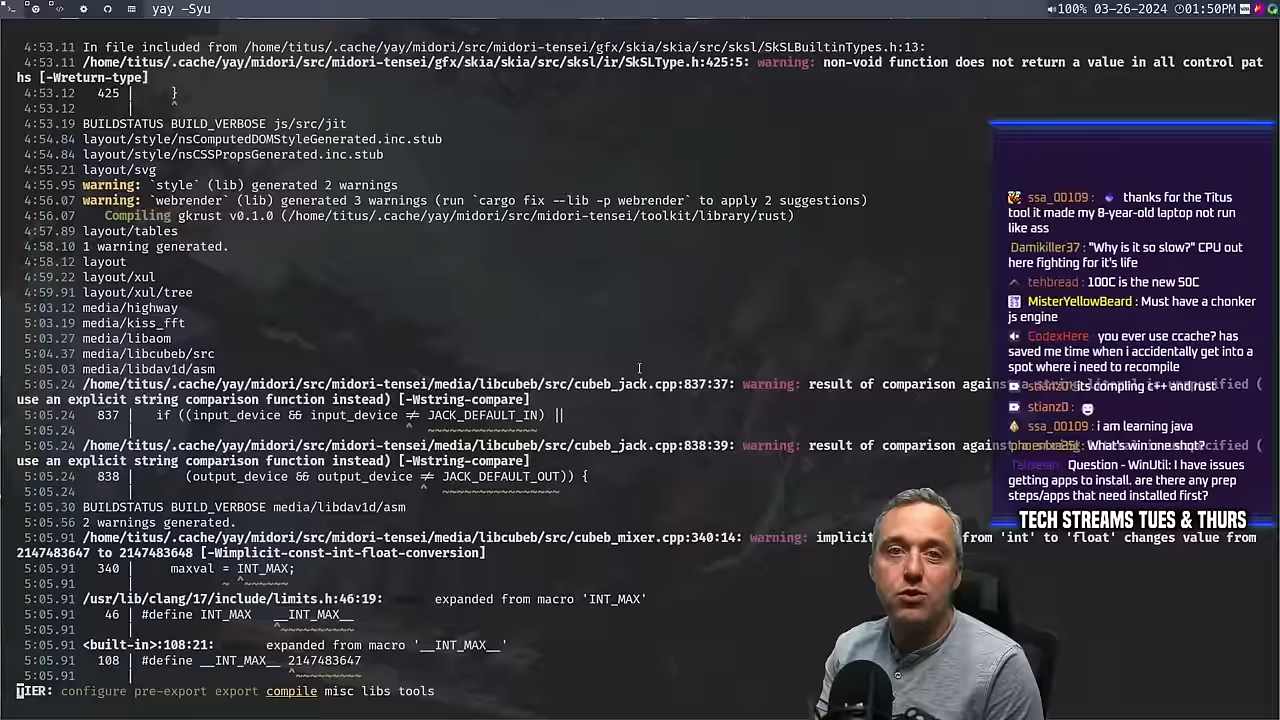 yay -Syu
100% 03-26-2024 01:50PM
4:53.11 In file included from /home/titus/.cache/yay/midori/src/midori-tensei/gfx/skia/skia/src/sksl/SkSLBuiltinTypes.h:13:
4:53.11 /home/titus/.cache/yay/midori/src/midori-tensei/gfx/skia/skia/src/sksl/ir/SkSLType.h:425:5: warning: non-void function does not return a value in all control pat
hs [-Wreturn-type]
4:53.12   425 |     }
4:53.12       |     ^
4:53.19 BUILDSTATUS BUILD_VERBOSE js/src/jit
4:54.84 layout/style/nsComputedDOMStyleGenerated.inc.stub
4:54.84 layout/style/nsCSSPropsGenerated.inc.stub
4:55.21 layout/svg
4:55.95 warning: `style` (lib) generated 2 warnings
4:56.07 warning: `webrender` (lib) generated 3 warnings (run `cargo fix --lib -p webrender` to apply 2 suggestions)
4:56.07    Compiling gkrust v0.1.0 (/home/titus/.cache/yay/midori/src/midori-tensei/toolkit/library/rust)
4:57.89 layout/tables
4:58.10 1 warning generated.
4:58.12 layout
4:59.22 layout/xul
4:59.91 layout/xul/tree
5:03.12 media/highway
5:03.19 media/kiss_fft
5:03.27 media/libaom
5:04.37 media/libcubeb/src
5:05.03 media/libdav1d/asm
5:05.24 /home/titus/.cache/yay/midori/src/midori-tensei/media/libcubeb/src/cubeb_jack.cpp:837:37: warning: result of comparison agains
use an explicit string comparison function instead) [-Wstring-compare]
5:05.24   837 |   if ((input_device && input_device != JACK_DEFAULT_IN) ||
5:05.24       |                                     ^  ~~~~~~~~~~~~~~~
5:05.24 /home/titus/.cache/yay/midori/src/midori-tensei/media/libcubeb/src/cubeb_jack.cpp:838:39: warning: result of comparison agains
use an explicit string comparison function instead) [-Wstring-compare]
5:05.24   838 |       (output_device && output_device != JACK_DEFAULT_OUT)) {
5:05.24       |                                       ^  ~~~~~~~~~~~~~~~~
5:05.30 BUILDSTATUS BUILD_VERBOSE media/libdav1d/asm
5:05.56 2 warnings generated.
5:05.91 /home/titus/.cache/yay/midori/src/midori-tensei/media/libcubeb/src/cubeb_mixer.cpp:340:14: warning: implicit from 'int' to 'float' changes value from
2147483647 to 2147483648 [-Wimplicit-const-int-float-conversion]
5:05.91   340 |     maxval = INT_MAX;
5:05.91       |            ~ ^~~~~~~
5:05.91 /usr/lib/clang/17/include/limits.h:46:19:       expanded from macro 'INT_MAX'
5:05.91    46 | #define INT_MAX   __INT_MAX__
5:05.91       |                   ^~~~~~~~~~~
5:05.91 <built-in>:108:21:       expanded from macro '__INT_MAX__'
5:05.91   108 | #define __INT_MAX__ 2147483647
5:05.91       |                     ^~~~~~~~~~
TIER: configure pre-export export compile misc libs tools
ssa_00109 : thanks for the Titus
tool it made my 8-year-old laptop not run
like ass
Damikiller37 : "Why is it so slow?" CPU out
here fighting for it's life
tehbread : 100C is the new 50C
MisterYellowBeard : Must have a chonker
js engine
CodexHere : you ever use ccache? has
saved me time when i accidentally get into a
spot where i need to recompile
stianz0 : its compling c++ and rust
stianz0 :
ssa_00109 : i am learning java
What's win one shot?
Question - WinUtil: I have issues
getting apps to install. are there any prep
steps/apps that need installed first?
TECH STREAMS TUES & THURS